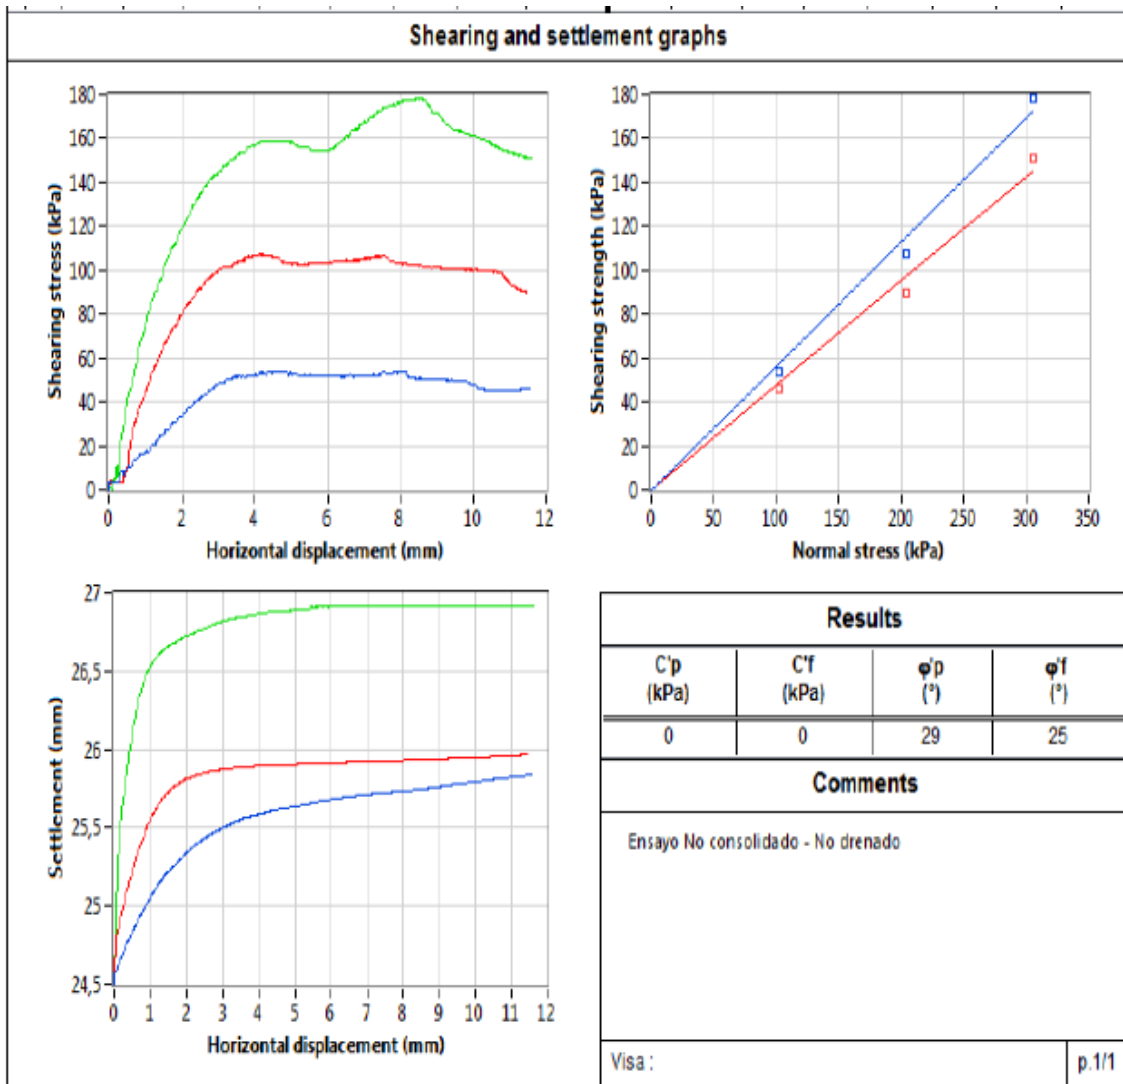 Shearing and settlement graphs
Shearing stress (kPa)
180
160
140
120
100
80
60
40
20
0
0 2 4 6 8 10 12
Horizontal displacement (mm)
Shearing strength (kPa)
180
160
140
120
100
80
60
40
20
0
0 50 100 150 200 250 300 350
Normal stress (kPa)
Settlement (mm)
27
26,5
26
25,5
25
24,5
0 1 2 3 4 5 6 7 8 9 10 11 12
Horizontal displacement (mm)
Results
C'p C'f φ'p φ'f
(kPa) (kPa) (°) (°)
0 0 29 25
Comments
Ensayo No consolidado - No drenado
Visa : p.1/1